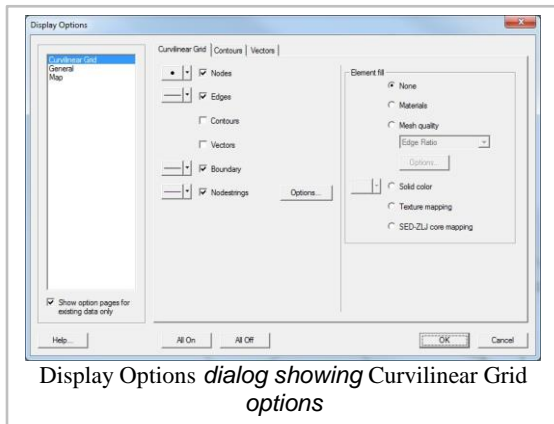 Display Options
Curvilinear Grid
General
Map
Show option pages for
existing data only
Curvilinear Grid
Contours
Vectors
Nodes
Edges
Contours
Vectors
Boundary
Nodestrings
Options...
Element fill
None
Materials
Mesh quality
Edge Ratio
Options...
Solid color
Texture mapping
SED-ZLJ core mapping
Help...
All On
All Off
OK
Cancel
Display Options dialog showing Curvilinear Grid
options